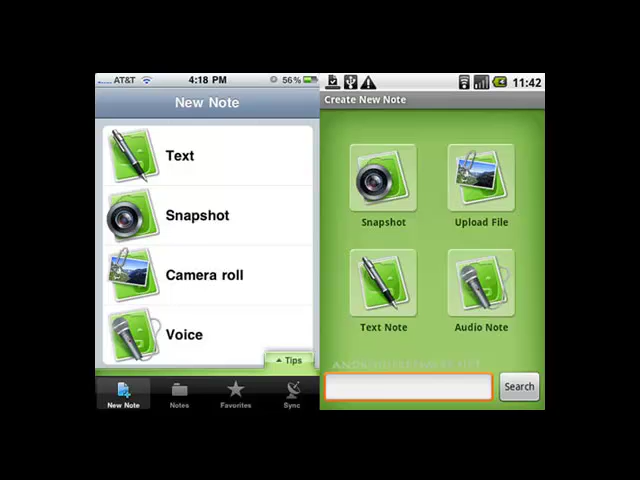 AT&T 4:18 PM 56%
New Note
Text
Snapshot
Camera roll
Voice
Tips
New Note Notes Favorites Sync
11:42
Create New Note
Snapshot Upload File
Text Note Audio Note
Search